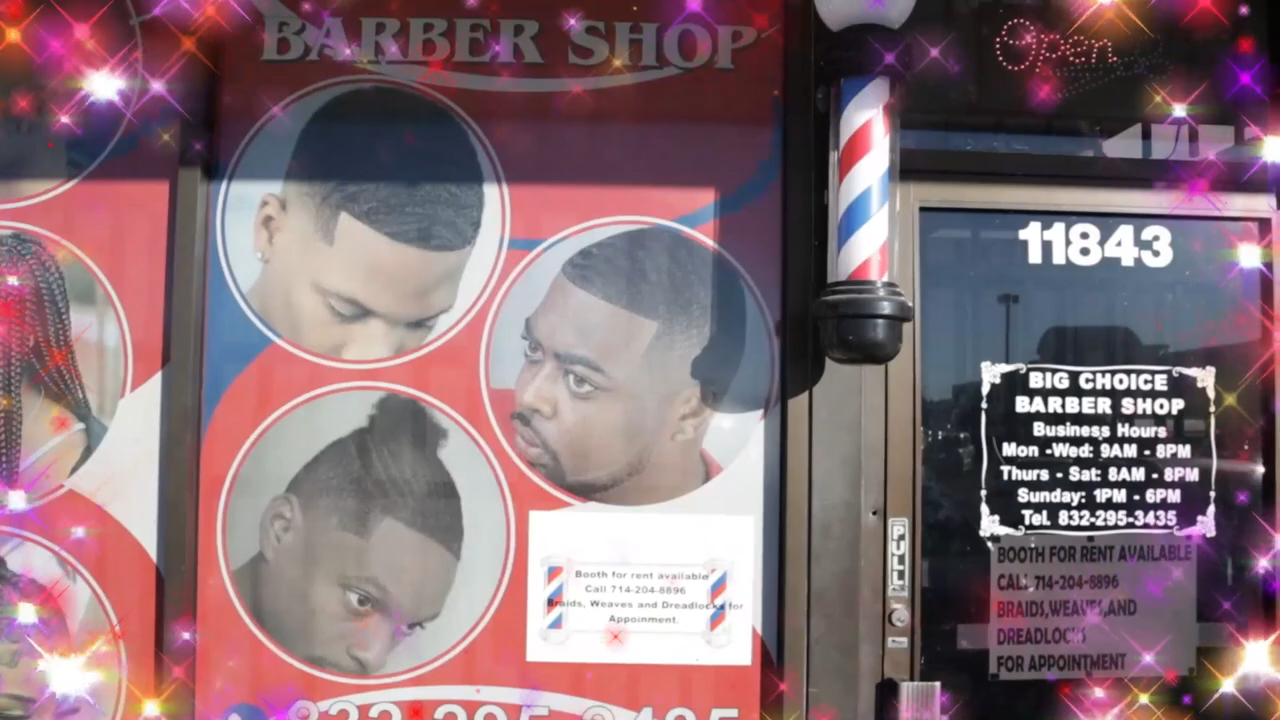 BARBER SHOP
Open
11843
BIG CHOICE
BARBER SHOP
Business Hours
Mon -Wed: 9AM - 8PM
Thurs - Sat: 8AM - 8PM
Sunday: 1PM - 6PM
Tel. 832-295-3435
PULL
BOOTH FOR RENT AVAILABLE
CALL 714-204-8896
BRAIDS,WEAVES,AND
DREADLOCKS
FOR APPOINTMENT
Booth for rent available
Call 714-204-8896
Braids, Weaves and Dreadlocks for
Appoinment.